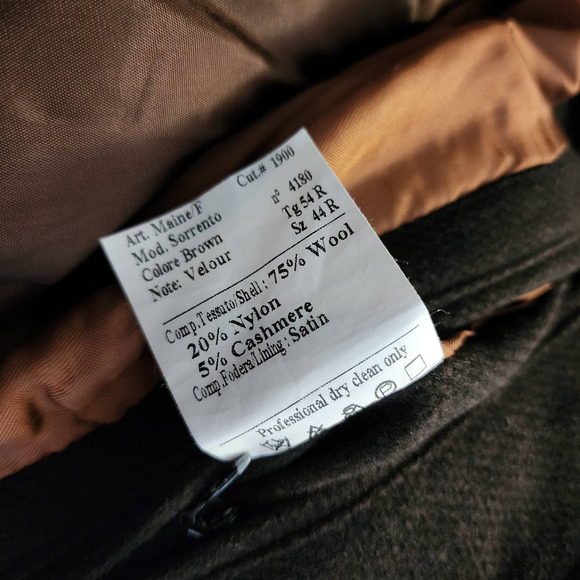 Cut.# 1900
Art. Maine/F n° 4180
Mod. Sorrento Tg 54 R
Colore Brown Sz 44 R
Note: Velour
Comp.Tessuto/Shell: 75% Wool
20% Nylon
5% Cashmere
Comp.Fodera/Lining: Satin
Professional dry clean only
P